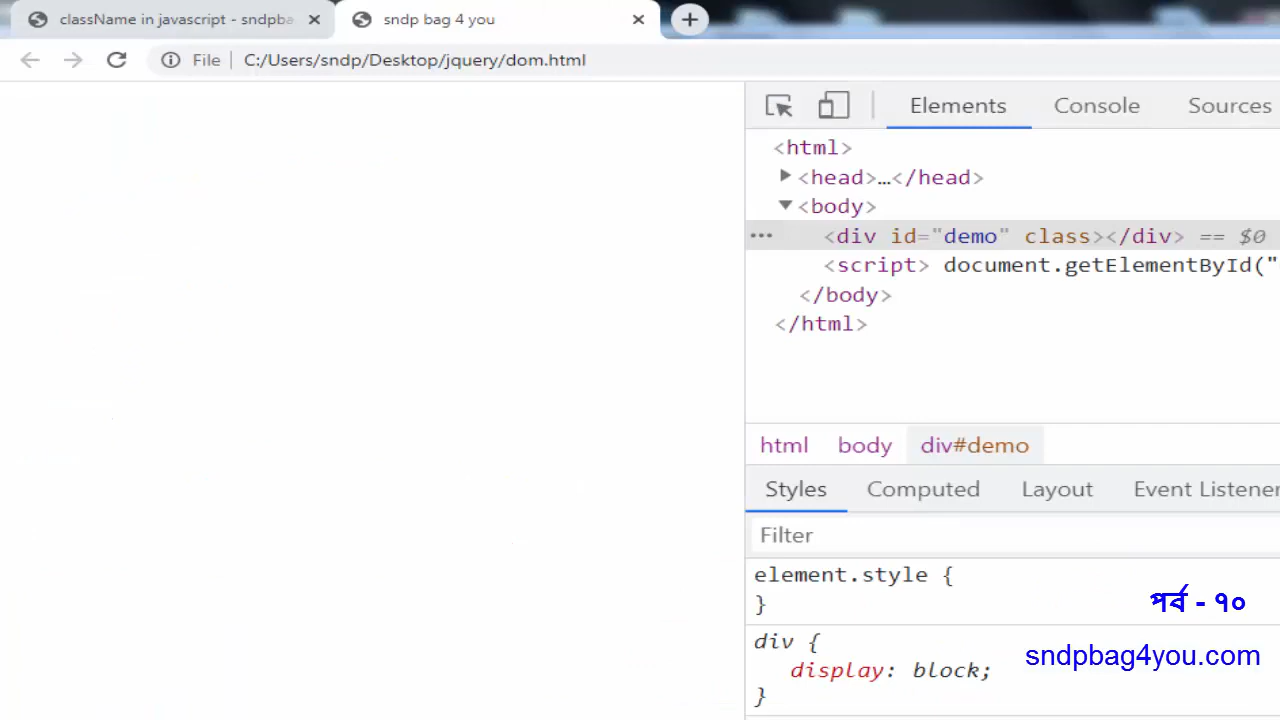 className in javascript - sndpba
sndp bag 4 you
File
C:/Users/sndp/Desktop/jquery/dom.html
Elements Console Sources
<html>
<head>…</head>
<body>
<div id="demo" class></div> == $0
<script> document.getElementById("
</body>
</html>
html body div#demo
Styles Computed Layout Event Listener
Filter
element.style {
}
পর্ব - ১০
div {
sndpbag4you.com
display: block;
}